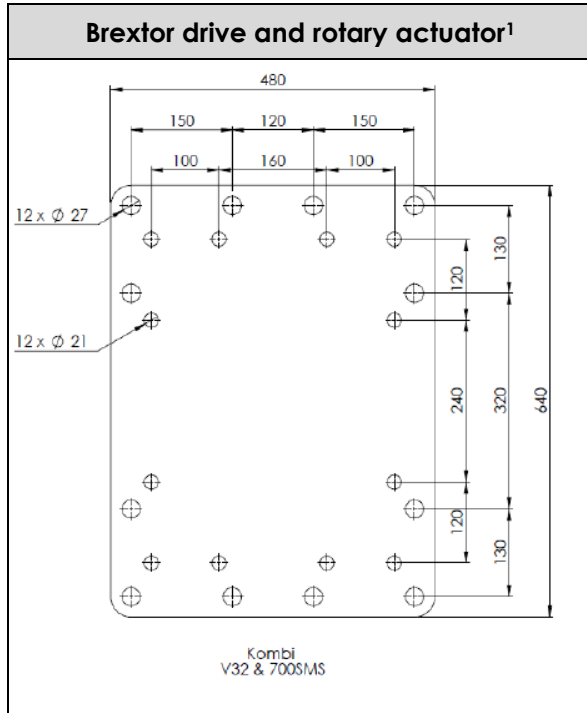 Brextor drive and rotary actuator¹
480
150 120 150
100 160 100
12 x Ø 27
130
120
12 x Ø 21
240
320
640
120
130
Kombi
V32 & 700SMS